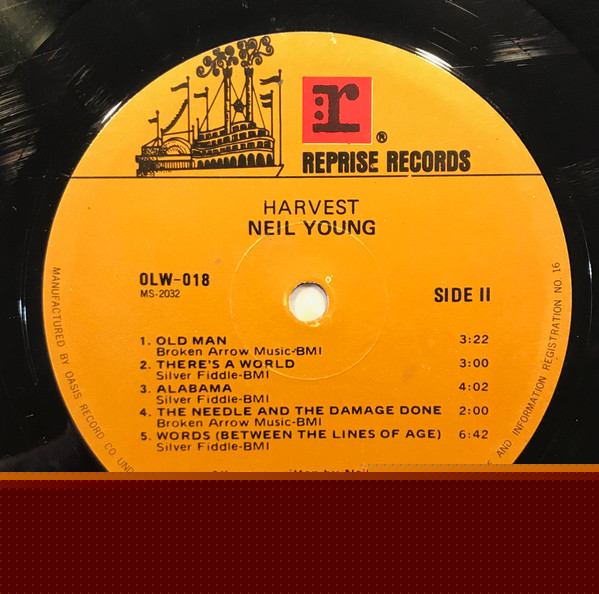 r
®
REPRISE RECORDS
HARVEST
NEIL YOUNG
OLW-018
MS-2032
SIDE II
1. OLD MAN 3:22
Broken Arrow Music-BMI
2. THERE'S A WORLD 3:00
Silver Fiddle-BMI
3. ALABAMA 4:02
Silver Fiddle-BMI
4. THE NEEDLE AND THE DAMAGE DONE 2:00
Broken Arrow Music-BMI
5. WORDS (BETWEEN THE LINES OF AGE) 6:42
Silver Fiddle-BMI
MANUFACTURED BY OASIS RECORD CO
AND INFORMATION REGISTRATION NO. 16